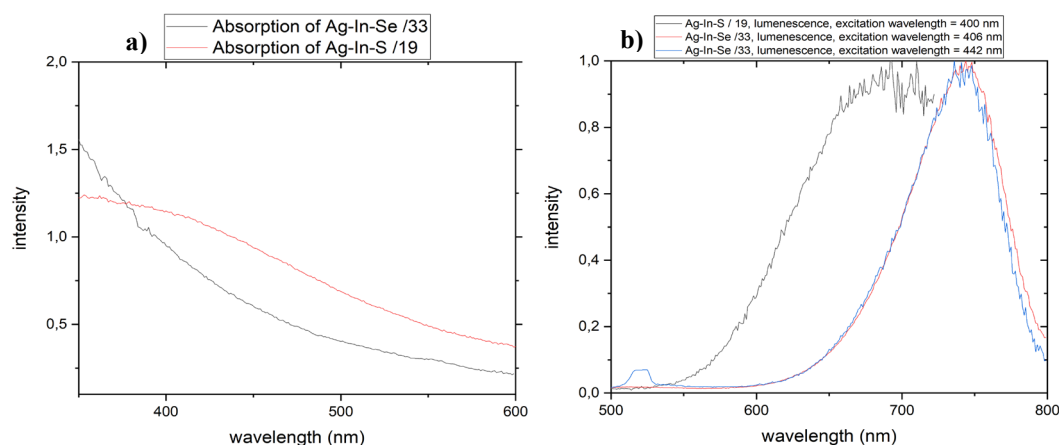 a)
Absorption of Ag-In-Se /33
Absorption of Ag-In-S /19
2,0
1,5
1,0
0,5
intensity
400
500
600
wavelength (nm)
b)
Ag-In-S / 19, lumenescence, excitation wavelength = 400 nm
Ag-In-Se /33, lumenescence, excitation wavelength = 406 nm
Ag-In-Se /33, lumenescence, excitation wavelength = 442 nm
1,0
0,8
0,6
0,4
0,2
0,0
intensity
500
600
700
800
wavelength (nm)